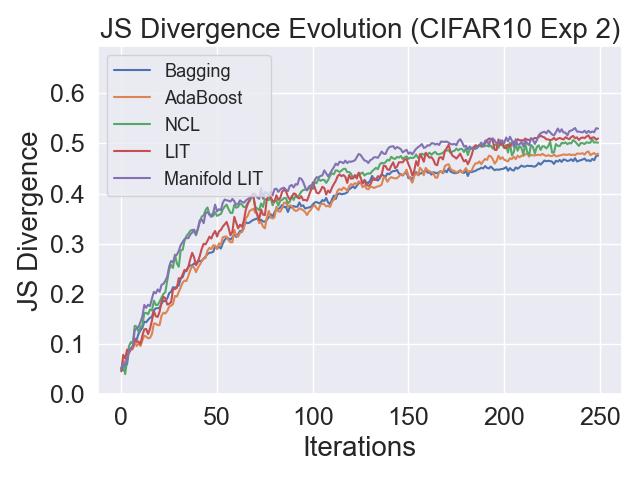 JS Divergence Evolution (CIFAR10 Exp 2)
Bagging
AdaBoost
NCL
LIT
Manifold LIT
JS Divergence
0.6
0.5
0.4
0.3
0.2
0.1
0.0
0 50 100 150 200 250
Iterations